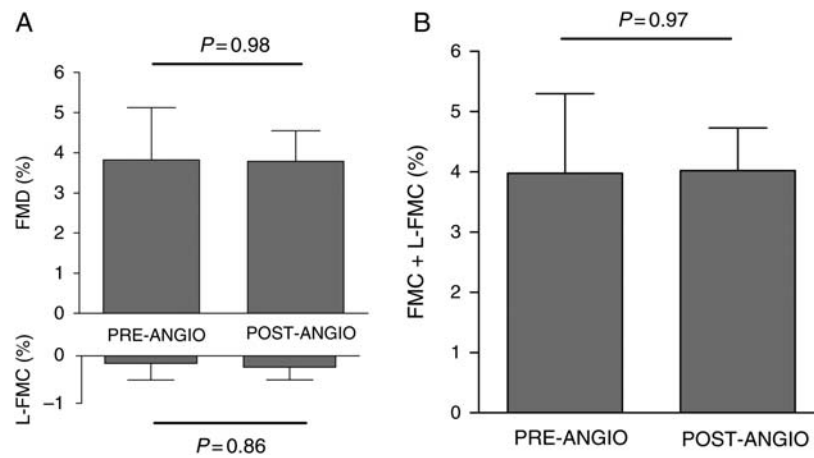 A
P=0.98
6
5
4
3
2
1
0
FMD (%)
PRE-ANGIO POST-ANGIO
0
–1
L-FMC (%)
P=0.86
B
P=0.97
6
5
4
3
2
1
0
FMC + L-FMC (%)
PRE-ANGIO POST-ANGIO